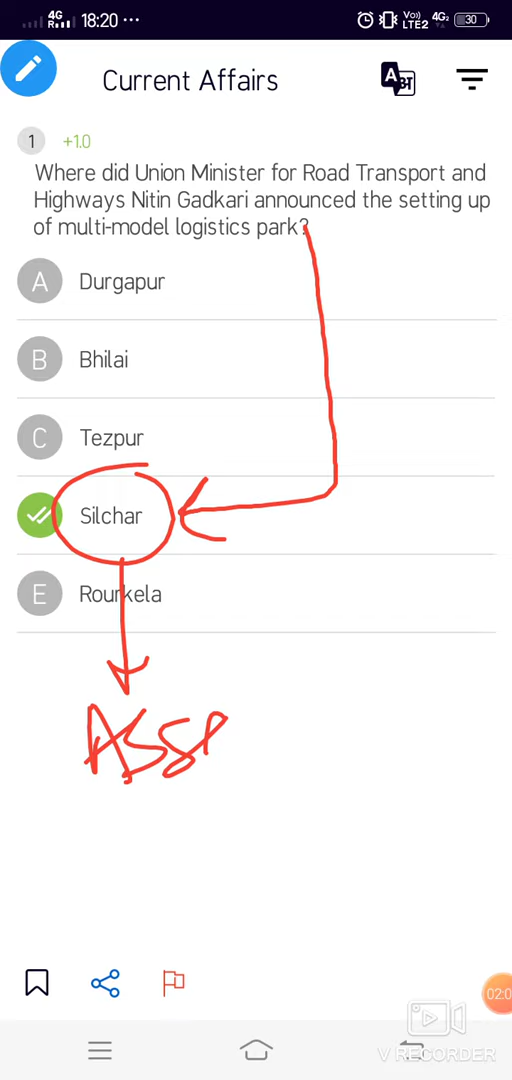 4G
R
18:20 ...
Vo))
LTE2
4G2
30
Current Affairs
A
1 +1.0
Where did Union Minister for Road Transport and
Highways Nitin Gadkari announced the setting up
of multi-model logistics park?
A Durgapur
B Bhilai
C Tezpur
Silchar
E Rourkela
02:0
V RECORDER